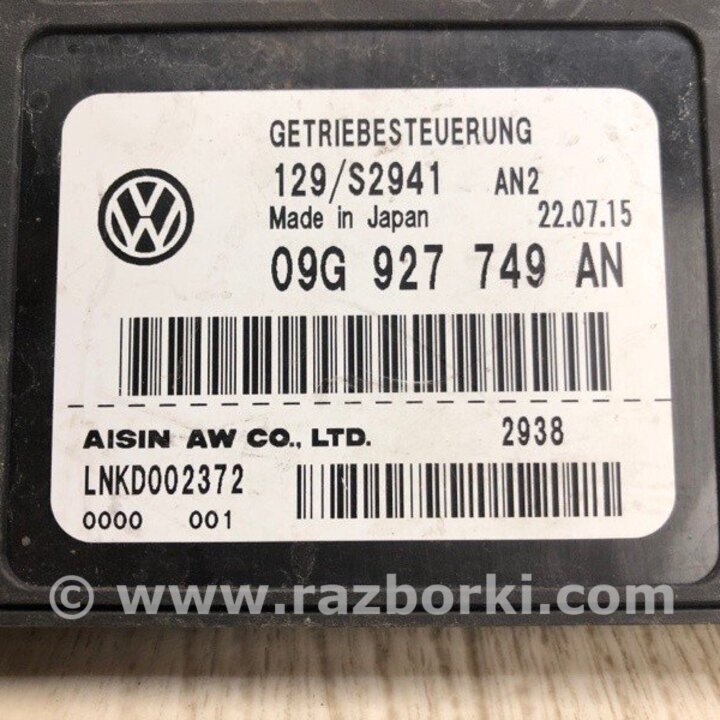 GETRIEBESTEUERUNG
129/S2941 AN2
Made in Japan 22.07.15
09G 927 749 AN
AISIN AW CO., LTD. 2938
LNKD002372
0000 001
© www.razborki.com